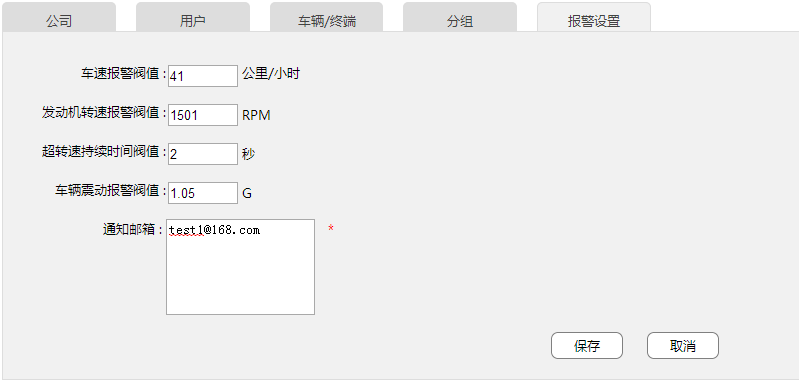 公司 用户 车辆/终端 分组 报警设置
车速报警阀值 : 41 公里/小时
发动机转速报警阀值 : 1501 RPM
超转速持续时间阀值 : 2 秒
车辆震动报警阀值 : 1.05 G
通知邮箱 : test1@168.com *
保存 取消